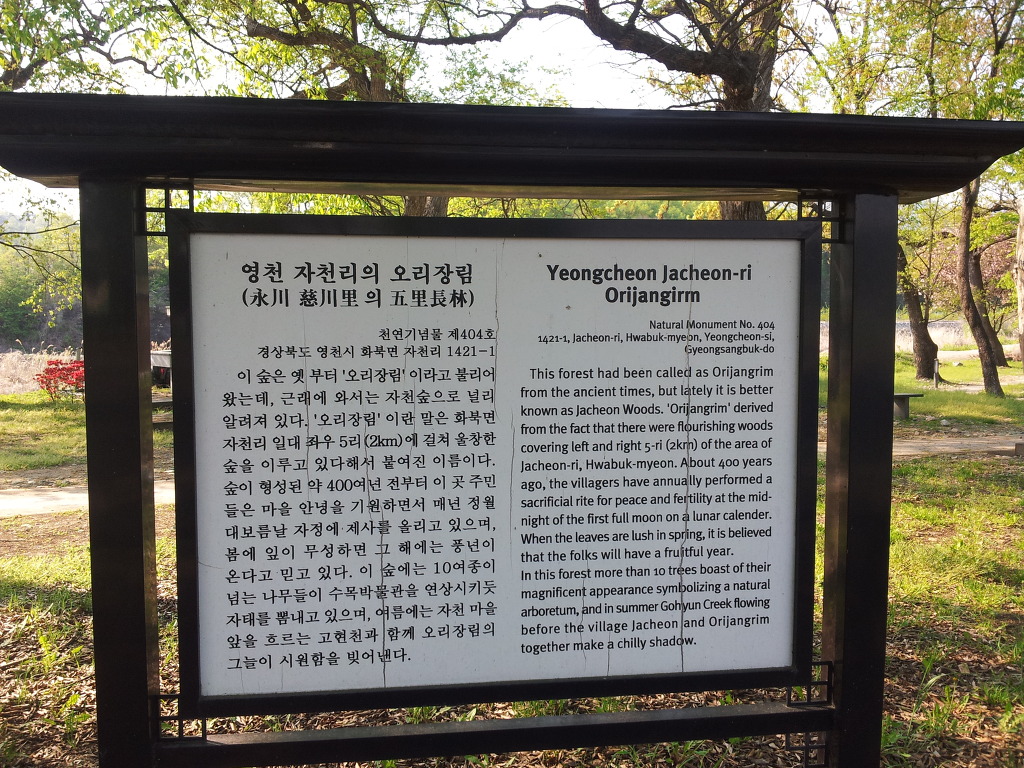 영천 자천리의 오리장림
(永川 慈川里의 五里長林)
천연기념물 제404호
경상북도 영천시 화북면 자천리 1421-1
이 숲은 옛 부터 '오리장림' 이라고 불리어
왔는데, 근래에 와서는 자천숲으로 널리
알려져 있다. '오리장림' 이란 말은 화북면
자천리 일대 좌우 5리(2km)에 걸쳐 울창한
숲을 이루고 있다해서 붙여진 이름이다.
숲이 형성된 약 400여년 전부터 이 곳 주민
들은 마을 안녕을 기원하면서 매년 정월
대보름날 자정에 제사를 올리고 있으며,
봄에 잎이 무성하면 그 해에는 풍년이
온다고 믿고 있다. 이 숲에는 10여종이
넘는 나무들이 수목박물관을 연상시키듯
자태를 뽐내고 있으며, 여름에는 자천 마을
앞을 흐르는 고현천과 함께 오리장림의
그늘이 시원함을 빚어낸다.
Yeongcheon Jacheon-ri
Orijangirm
Natural Monument No. 404
1421-1, Jacheon-ri, Hwabuk-myeon, Yeongcheon-si,
Gyeongsangbuk-do
This forest had been called as Orijangrim
from the ancient times, but lately it is better
known as Jacheon Woods. 'Orijangrim' derived
from the fact that there were flourishing woods
covering left and right 5-ri (2km) of the area of
Jacheon-ri, Hwabuk-myeon. About 400 years
ago, the villagers have annually performed a
sacrificial rite for peace and fertility at the mid-
night of the first full moon on a lunar calender.
When the leaves are lush in spring, it is believed
that the folks will have a fruitful year.
In this forest more than 10 trees boast of their
magnificent appearance symbolizing a natural
arboretum, and in summer Gohyun Creek flowing
before the village Jacheon and Orijangrim
together make a chilly shadow.